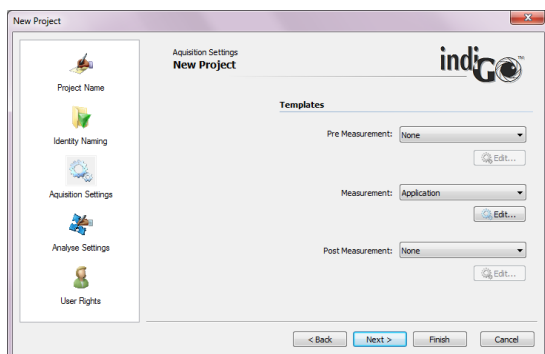 New Project
Project Name
Identity Naming
Aquisition Settings
Analyse Settings
User Rights
Aquisition Settings
New Project
indiGo™
Templates
Pre Measurement: None
Edit...
Measurement: Application
Edit...
Post Measurement: None
Edit...
< Back Next > Finish Cancel